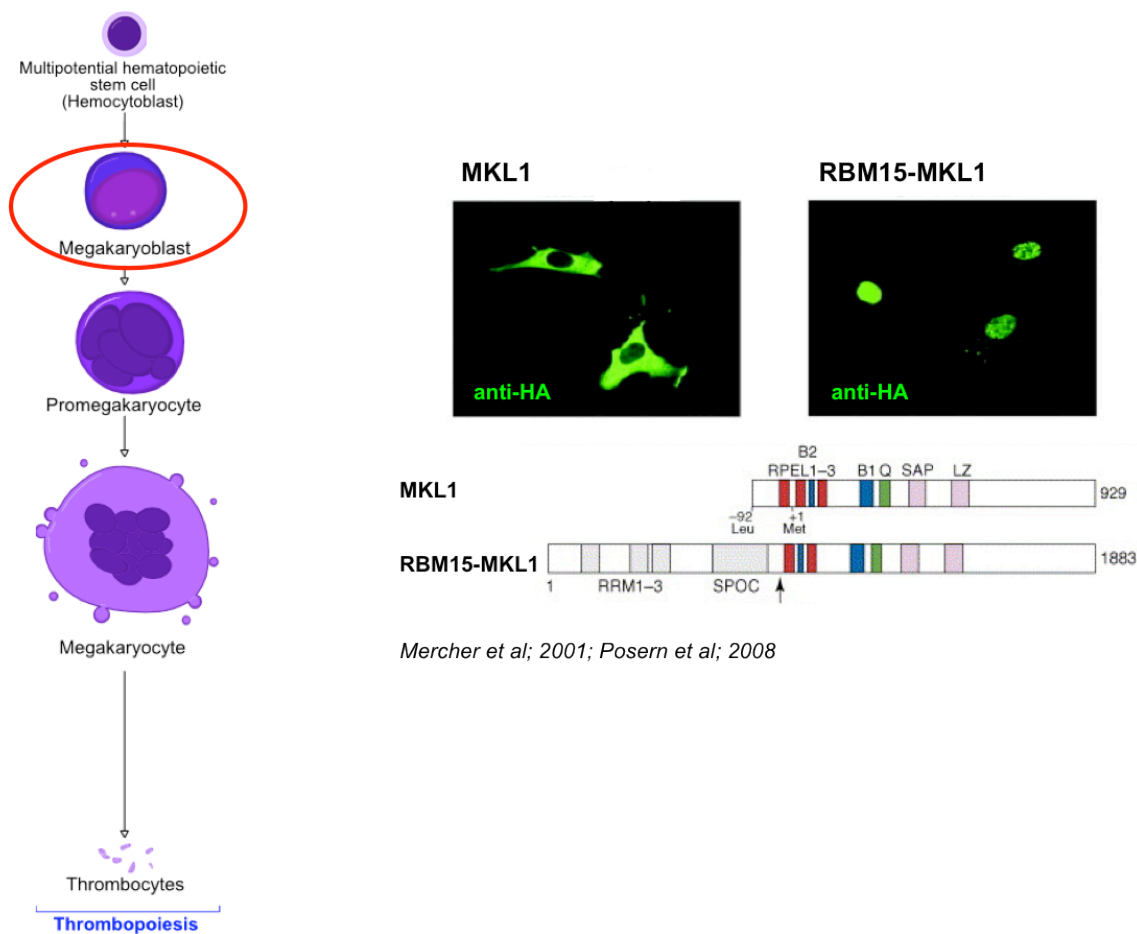 Multipotential hematopoietic
stem cell
(Hemocytoblast)
Megakaryoblast
Promegakaryocyte
Megakaryocyte
Thrombocytes
Thrombopoiesis
MKL1
RBM15-MKL1
anti-HA
anti-HA
B2
RPEL1–3 B1 Q SAP LZ
MKL1
929
–92 +1
Leu Met
RBM15-MKL1
1883
1 RRM1–3 SPOC
Mercher et al; 2001; Posern et al; 2008